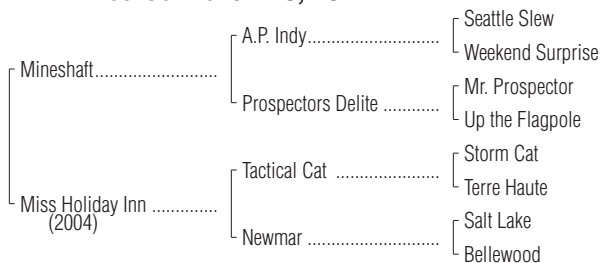 Seattle Slew
A.P. Indy
Weekend Surprise
Mineshaft
Mr. Prospector
Prospectors Delite
Up the Flagpole
Storm Cat
Tactical Cat
Terre Haute
Miss Holiday Inn
(2004)
Salt Lake
Newmar
Bellewood